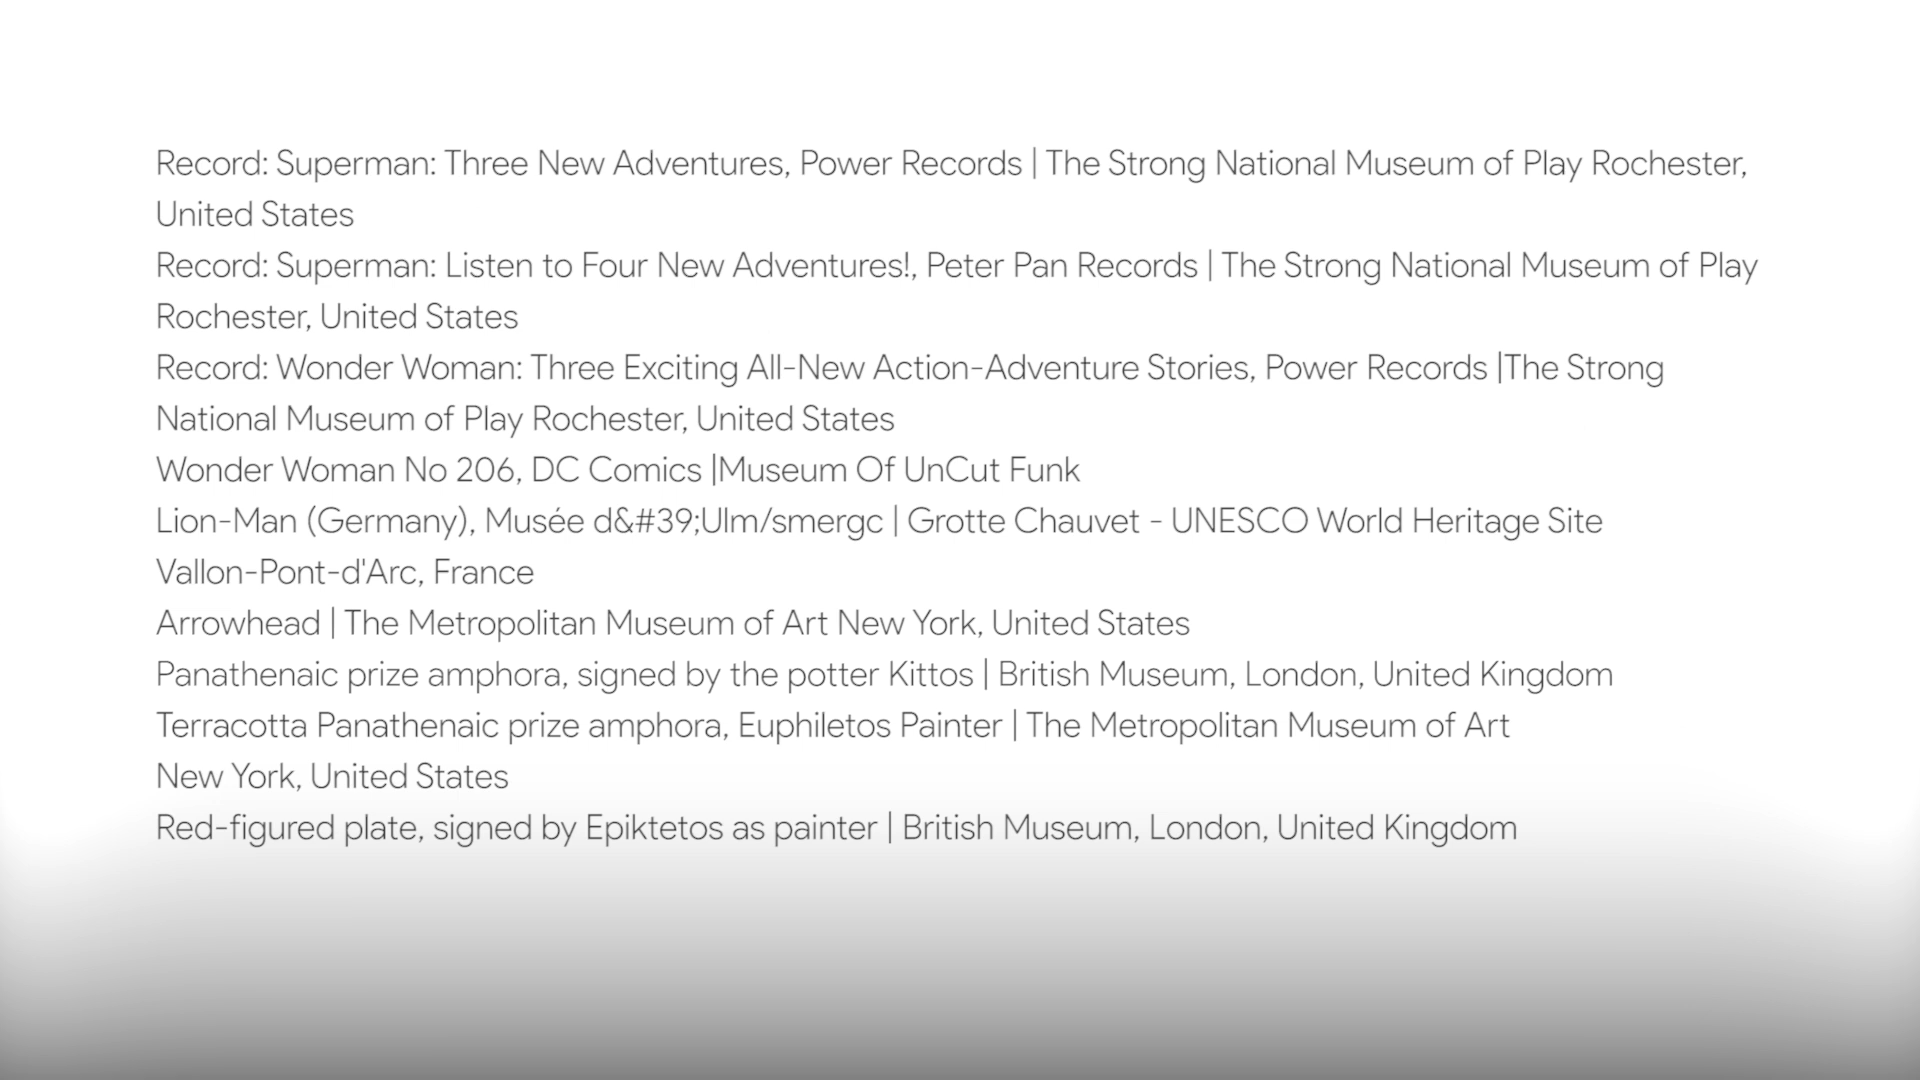 Record: Superman: Three New Adventures, Power Records | The Strong National Museum of Play Rochester,
United States
Record: Superman: Listen to Four New Adventures!, Peter Pan Records | The Strong National Museum of Play
Rochester, United States
Record: Wonder Woman: Three Exciting All-New Action-Adventure Stories, Power Records |The Strong
National Museum of Play Rochester, United States
Wonder Woman No 206, DC Comics |Museum Of UnCut Funk
Lion-Man (Germany), Musée d&#39;Ulm/smergc | Grotte Chauvet - UNESCO World Heritage Site
Vallon-Pont-d'Arc, France
Arrowhead | The Metropolitan Museum of Art New York, United States
Panathenaic prize amphora, signed by the potter Kittos | British Museum, London, United Kingdom
Terracotta Panathenaic prize amphora, Euphiletos Painter | The Metropolitan Museum of Art
New York, United States
Red-figured plate, signed by Epiktetos as painter | British Museum, London, United Kingdom